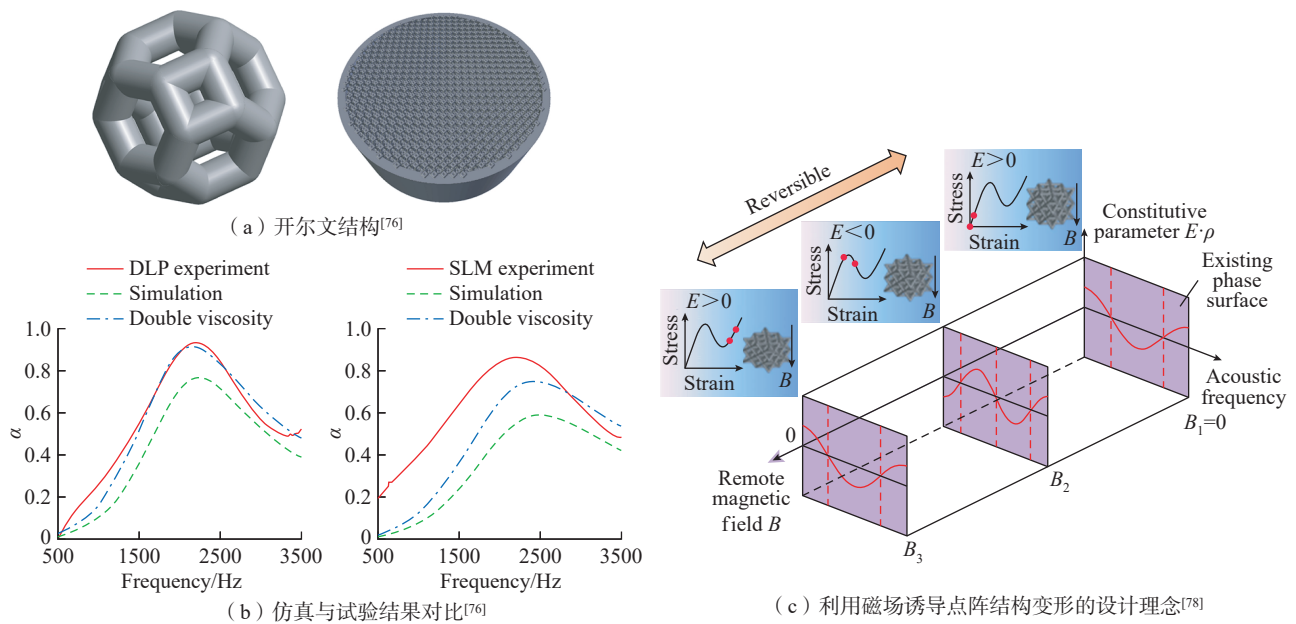 （a）开尔文结构[76]
DLP experiment
Simulation
Double viscosity
1.0
0.8
0.6
0.4
0.2
0
α
500
1500
2500
3500
Frequency/Hz
SLM experiment
Simulation
Double viscosity
1.0
0.8
0.6
0.4
0.2
0
α
500
1500
2500
3500
Frequency/Hz
（b）仿真与试验结果对比[76]
Reversible
E＞0
Stress
Strain
B
E＜0
Stress
Strain
B
E＞0
Stress
Strain
B
Constitutive
parameter E·ρ
Existing
phase
surface
Acoustic
frequency
B1=0
B2
B3
0
Remote
magnetic
field B
（c）利用磁场诱导点阵结构变形的设计理念[78]